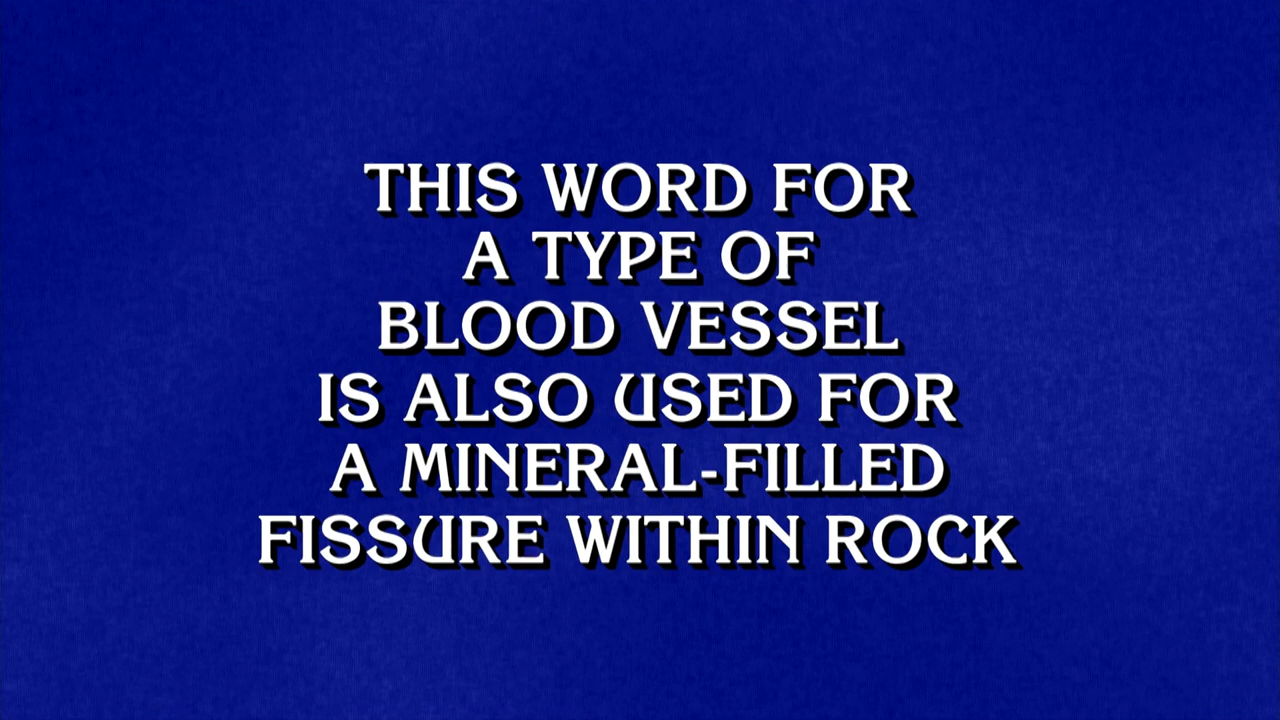 THIS WORD FOR
A TYPE OF
BLOOD VESSEL
IS ALSO USED FOR
A MINERAL-FILLED
FISSURE WITHIN ROCK